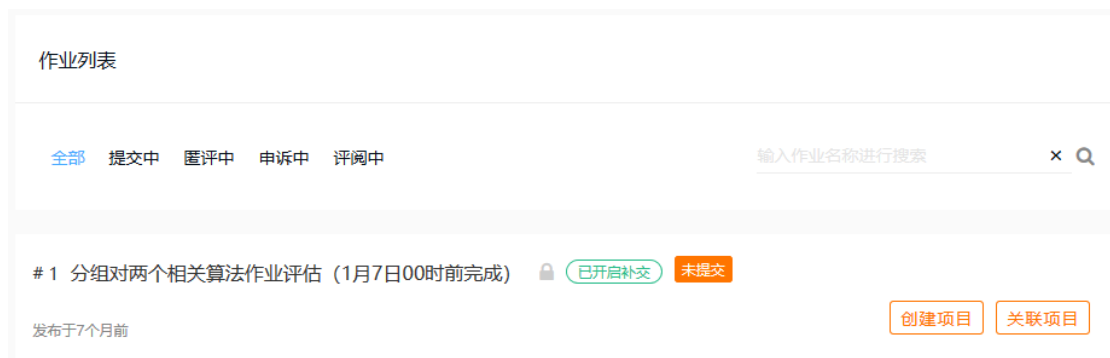 作业列表
全部 提交中 匿评中 申诉中 评阅中 输入作业名称进行搜索
# 1 分组对两个相关算法作业评估（1月7日00时前完成） 已开启补交 未提交
创建项目 关联项目
发布于7个月前